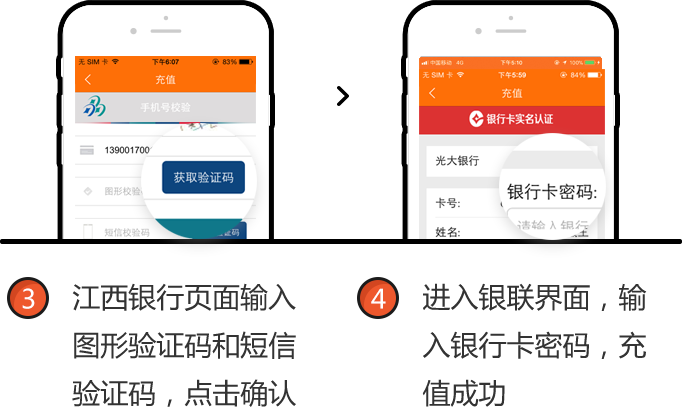 无 SIM 卡 下午6:07 83%
充值
手机号校验
13900170
获取验证码
图形校验
短信校验码
证码
中国移动 4G 下午6:10 100%
无 SIM 卡 下午5:59 84%
充值
银行卡实名认证
光大银行
银行卡密码:
卡号:
请输入银行
姓名:
3 江西银行页面输入
图形验证码和短信
验证码，点击确认
4 进入银联界面，输
入银行卡密码，充
值成功